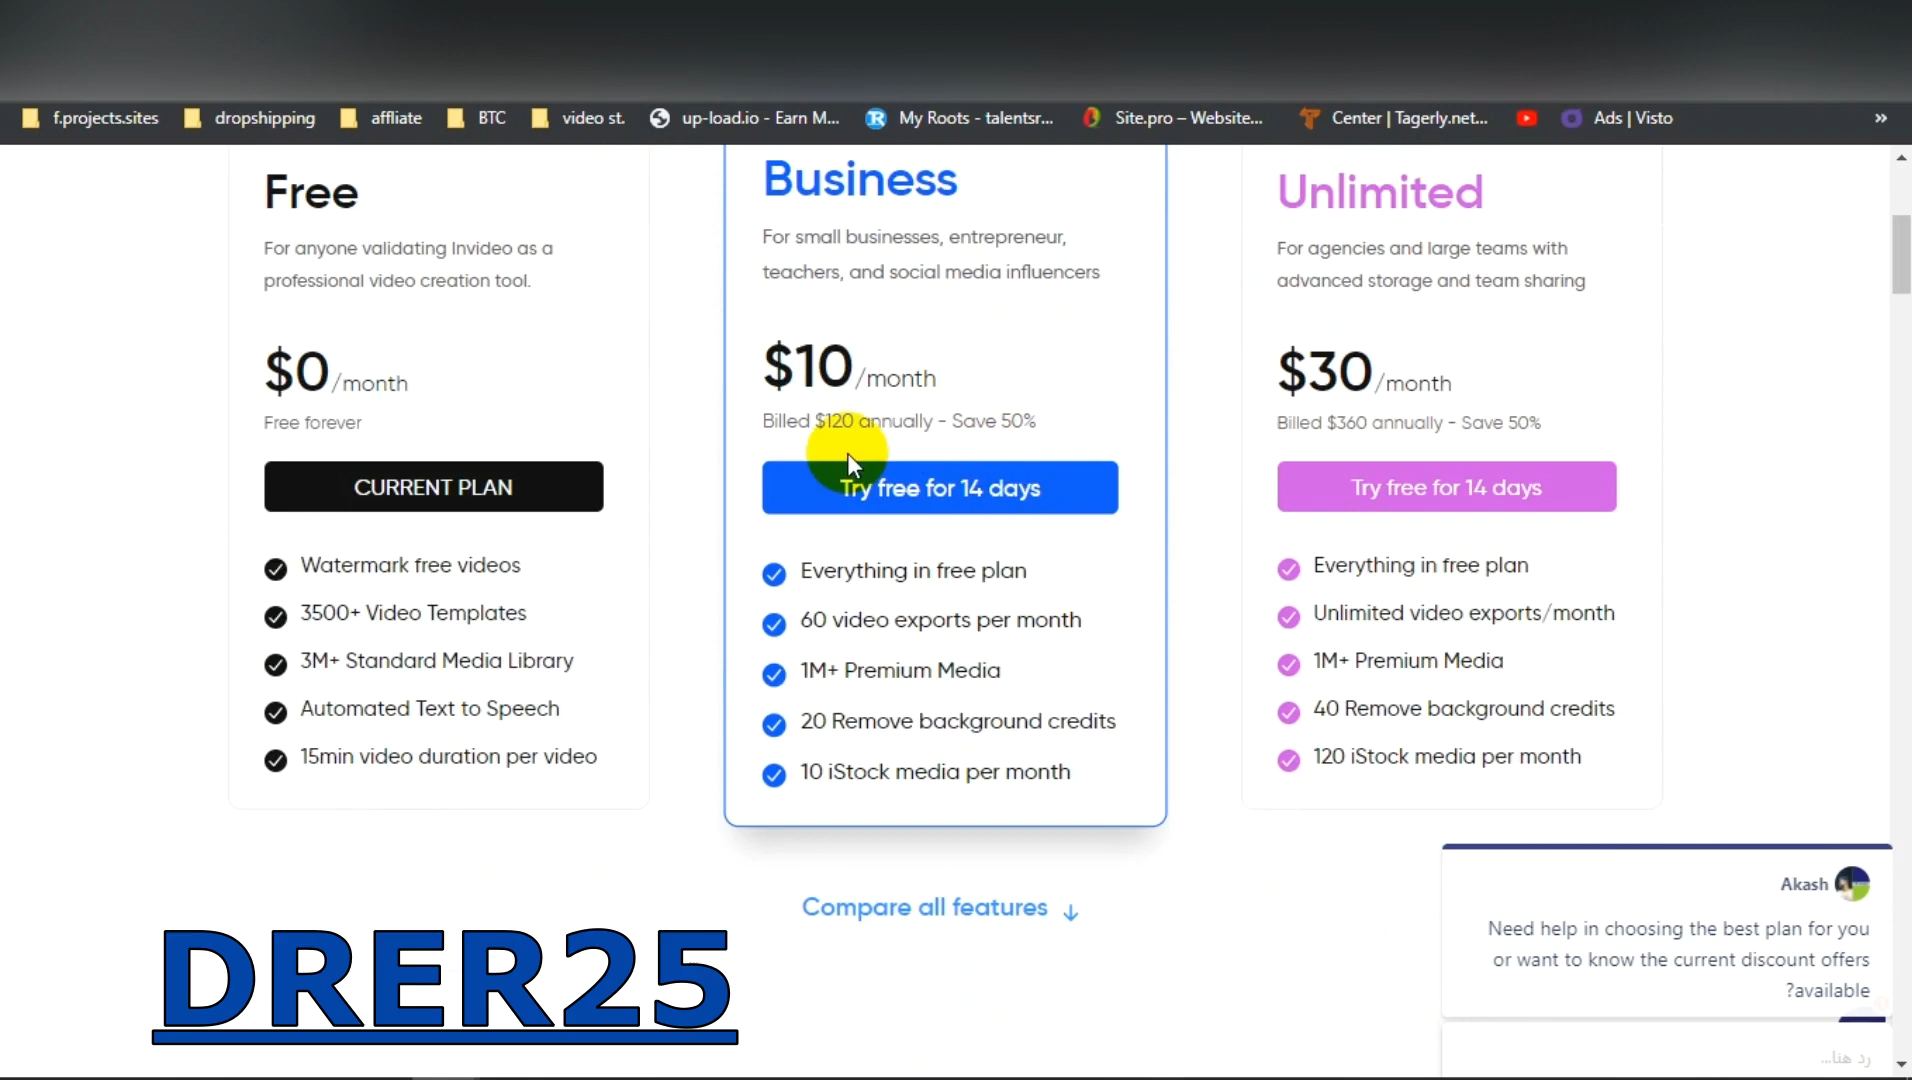 f.projects.sites dropshipping affliate BTC video st. up-load.io - Earn M... My Roots - talentsr... Site.pro – Website... Center | Tagerly.net... Ads | Visto »
Free
For anyone validating Invideo as a
professional video creation tool.
$0/month
Free forever
CURRENT PLAN
Watermark free videos
3500+ Video Templates
3M+ Standard Media Library
Automated Text to Speech
15min video duration per video
Business
For small businesses, entrepreneur,
teachers, and social media influencers
$10/month
Billed $120 annually - Save 50%
Try free for 14 days
Everything in free plan
60 video exports per month
1M+ Premium Media
20 Remove background credits
10 iStock media per month
Unlimited
For agencies and large teams with
advanced storage and team sharing
$30/month
Billed $360 annually - Save 50%
Try free for 14 days
Everything in free plan
Unlimited video exports/month
1M+ Premium Media
40 Remove background credits
120 iStock media per month
Compare all features ↓
DRER25
Akash
Need help in choosing the best plan for you
or want to know the current discount offers
?available
رد هنا...